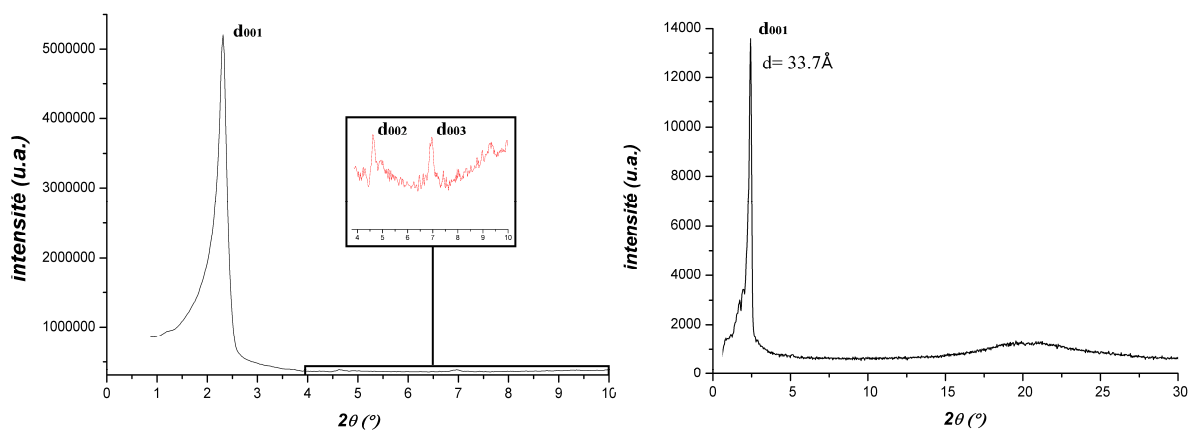 d001
5000000
4000000
3000000
2000000
1000000
intensité (u.a.)
0 1 2 3 4 5 6 7 8 9 10
2θ (°)
d002 d003
4 5 6 7 8 9 10
d001
d= 33.7Å
14000
12000
10000
8000
6000
4000
2000
0
intensité (u.a.)
0 5 10 15 20 25 30
2θ (°)